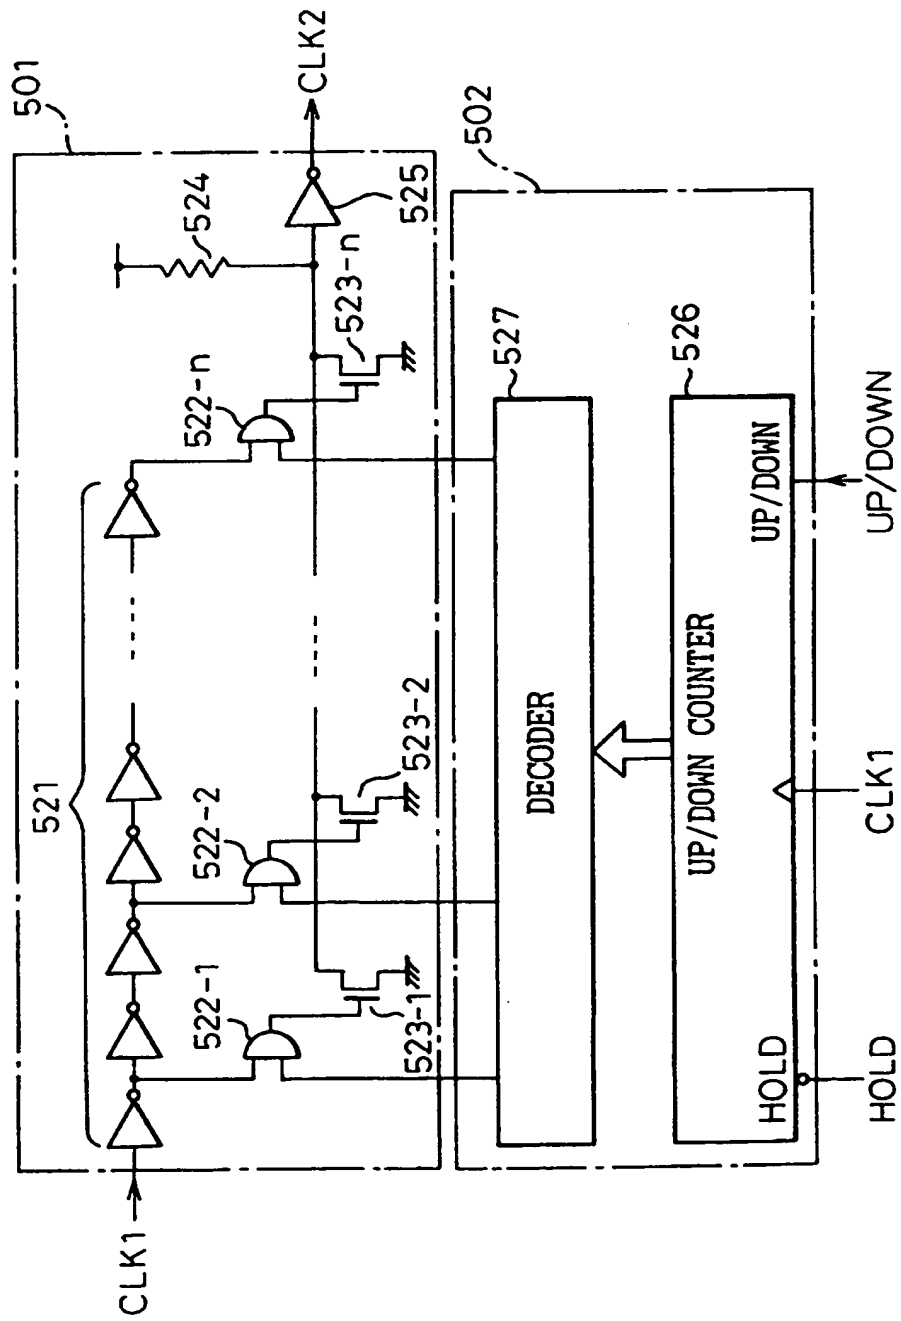 501
CLK2
524
525
523-n
522-n
521
522-2
523-2
522-1
523-1
CLK1
502
527
DECODER
526
UP/DOWN COUNTER
UP/DOWN
HOLD
HOLD
CLK1
UP/DOWN